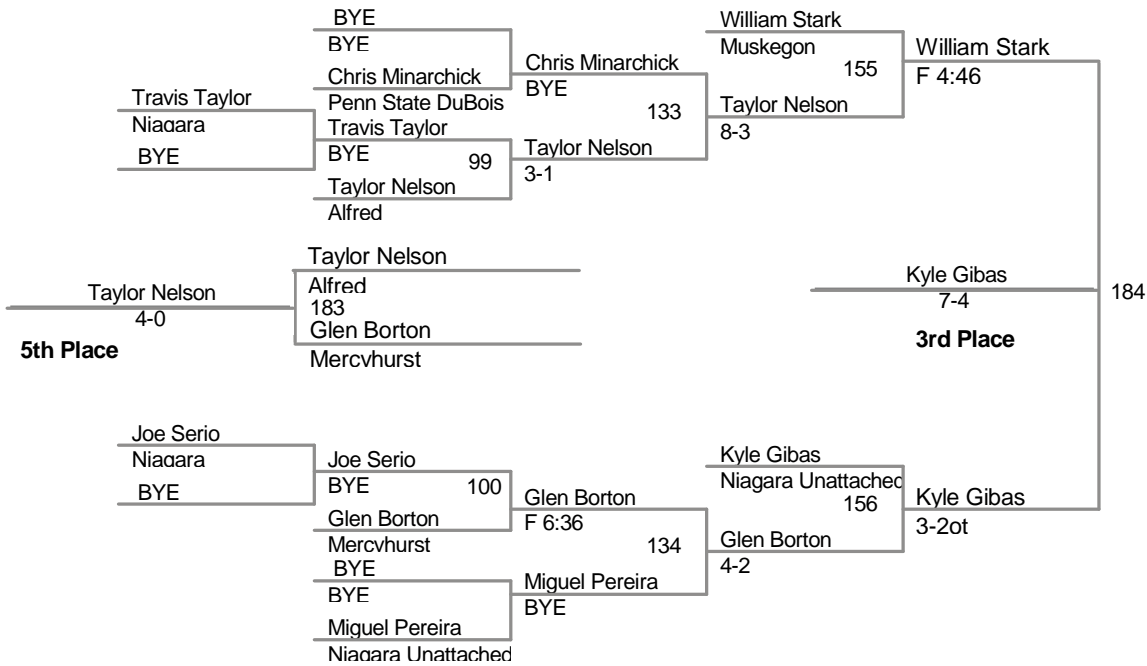 BYE
BYE
Chris Minarchick
Penn State DuBois
Travis Taylor
Niagara
BYE
Travis Taylor
BYE
99
Taylor Nelson
Alfred
Chris Minarchick
BYE
133
Taylor Nelson
3-1
William Stark
Muskegon
155
Taylor Nelson
8-3
William Stark
F 4:46
Taylor Nelson
Alfred
183
Glen Borton
Mercyhurst
Taylor Nelson
4-0
5th Place
Kyle Gibas
7-4
3rd Place
184
Joe Serio
Niagara
BYE
Joe Serio
BYE
100
Glen Borton
Mercyhurst
BYE
BYE
Miguel Pereira
Niagara Unattached
Glen Borton
F 6:36
134
Miguel Pereira
BYE
Kyle Gibas
Niagara Unattached
156
Glen Borton
4-2
Kyle Gibas
3-2ot